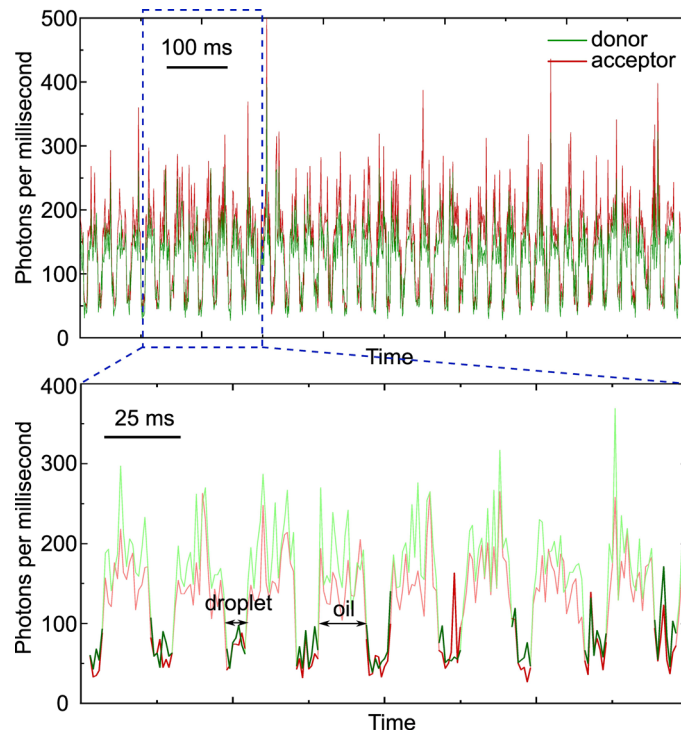 500
400
300
200
100
0
Photons per millisecond
100 ms
donor
acceptor
Time
400
300
200
100
0
Photons per millisecond
25 ms
droplet
oil
Time